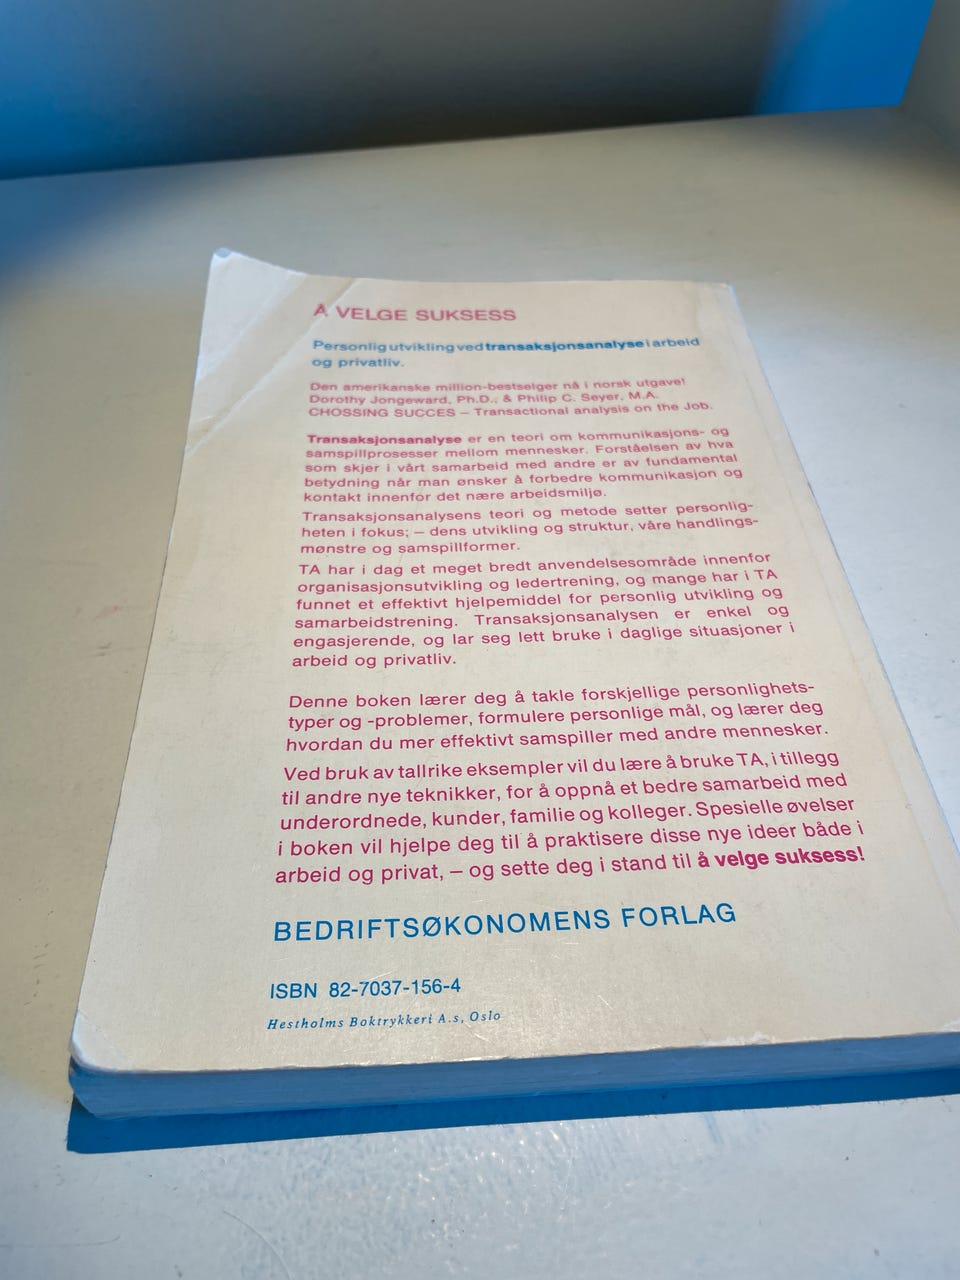 Å VELGE SUKSESS
Personlig utvikling ved transaksjonsanalyse i arbeid
og privatliv.
Den amerikanske million-bestselger nå i norsk utgave!
Dorothy Jongeward, Ph.D., & Philip C. Seyer, M.A.
CHOSSING SUCCES – Transactional analysis on the Job.
Transaksjonsanalyse er en teori om kommunikasjons- og
samspillprosesser mellom mennesker. Forståelsen av hva
som skjer i vårt samarbeid med andre er av fundamental
betydning når man ønsker å forbedre kommunikasjon og
kontakt innenfor det nære arbeidsmiljø.
Transaksjonsanalysens teori og metode setter personlig-
heten i fokus; – dens utvikling og struktur, våre handlings-
mønstre og samspillformer.
TA har i dag et meget bredt anvendelsesområde innenfor
organisasjonsutvikling og ledertrening, og mange har i TA
funnet et effektivt hjelpemiddel for personlig utvikling og
samarbeidstrening. Transaksjonsanalysen er enkel og
engasjerende, og lar seg lett bruke i daglige situasjoner i
arbeid og privatliv.
Denne boken lærer deg å takle forskjellige personlighets-
typer og -problemer, formulere personlige mål, og lærer deg
hvordan du mer effektivt samspiller med andre mennesker.
Ved bruk av tallrike eksempler vil du lære å bruke TA, i tillegg
til andre nye teknikker, for å oppnå et bedre samarbeid med
underordnede, kunder, familie og kolleger. Spesielle øvelser
i boken vil hjelpe deg til å praktisere disse nye ideer både i
arbeid og privat, – og sette deg i stand til å velge suksess!
BEDRIFTSØKONOMENS FORLAG
ISBN 82-7037-156-4
Hestholms Boktrykkeri A.s, Oslo